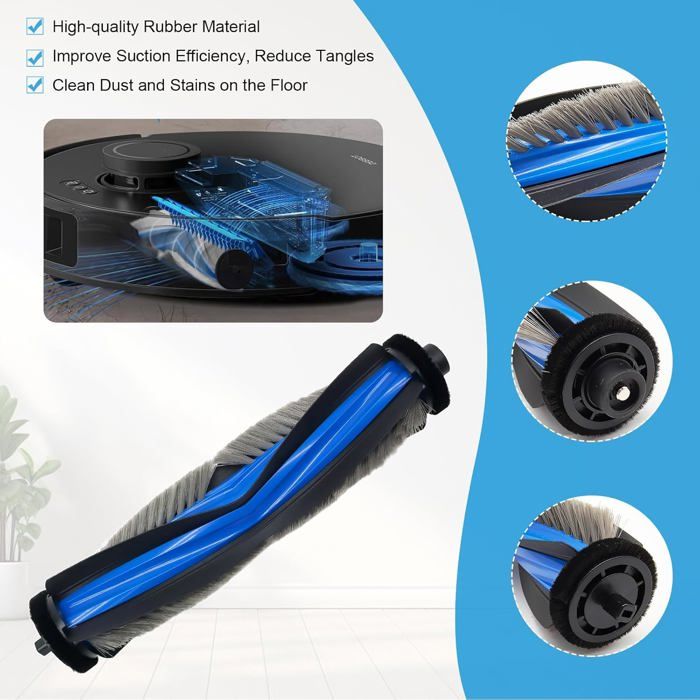 High-quality Rubber Material
Improve Suction Efficiency, Reduce Tangles
Clean Dust and Stains on the Floor